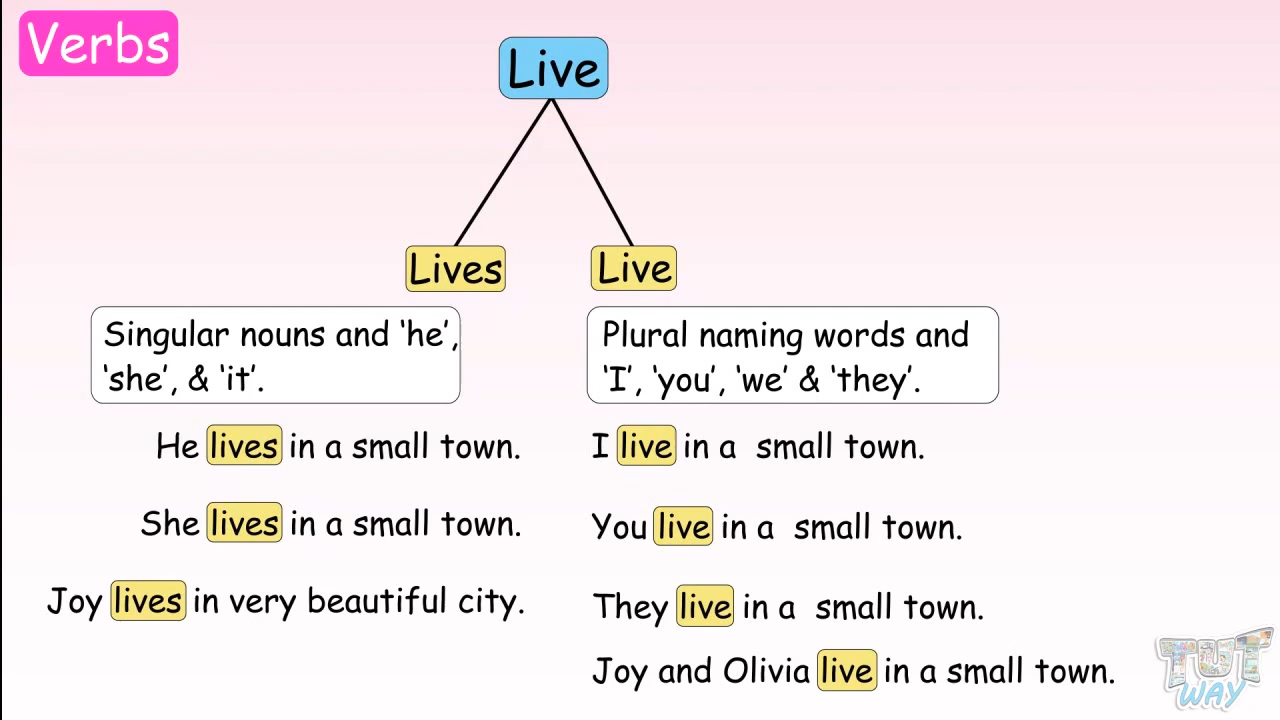 Verbs
Live
Lives
Live
Singular nouns and ‘he’,
‘she’, & ‘it’.
Plural naming words and
‘I’, ‘you’, ‘we’ & ‘they’.
He lives in a small town.
She lives in a small town.
Joy lives in very beautiful city.
I live in a small town.
You live in a small town.
They live in a small town.
Joy and Olivia live in a small town.
TUT
WAY